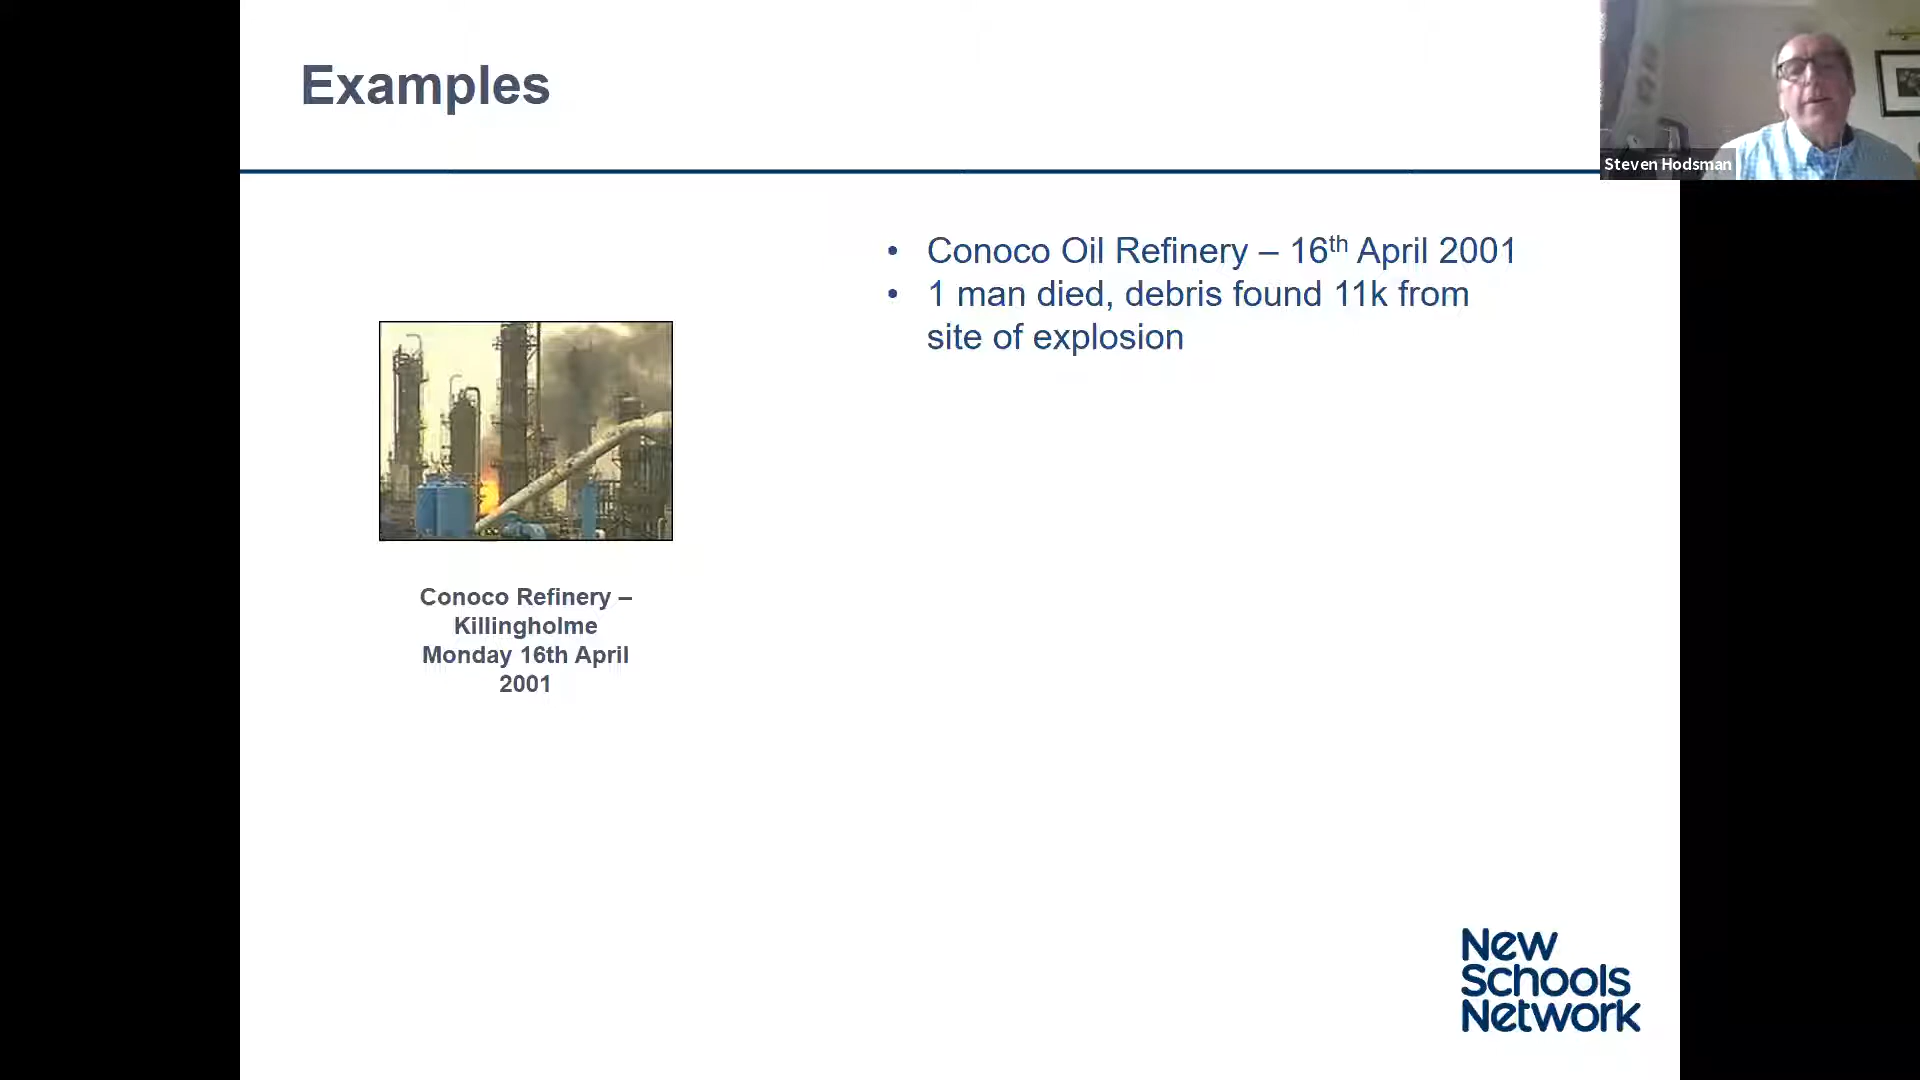 Examples
Steven Hodsman
• Conoco Oil Refinery – 16th April 2001
• 1 man died, debris found 11k from
site of explosion
Conoco Refinery –
Killingholme
Monday 16th April
2001
New
Schools
Network